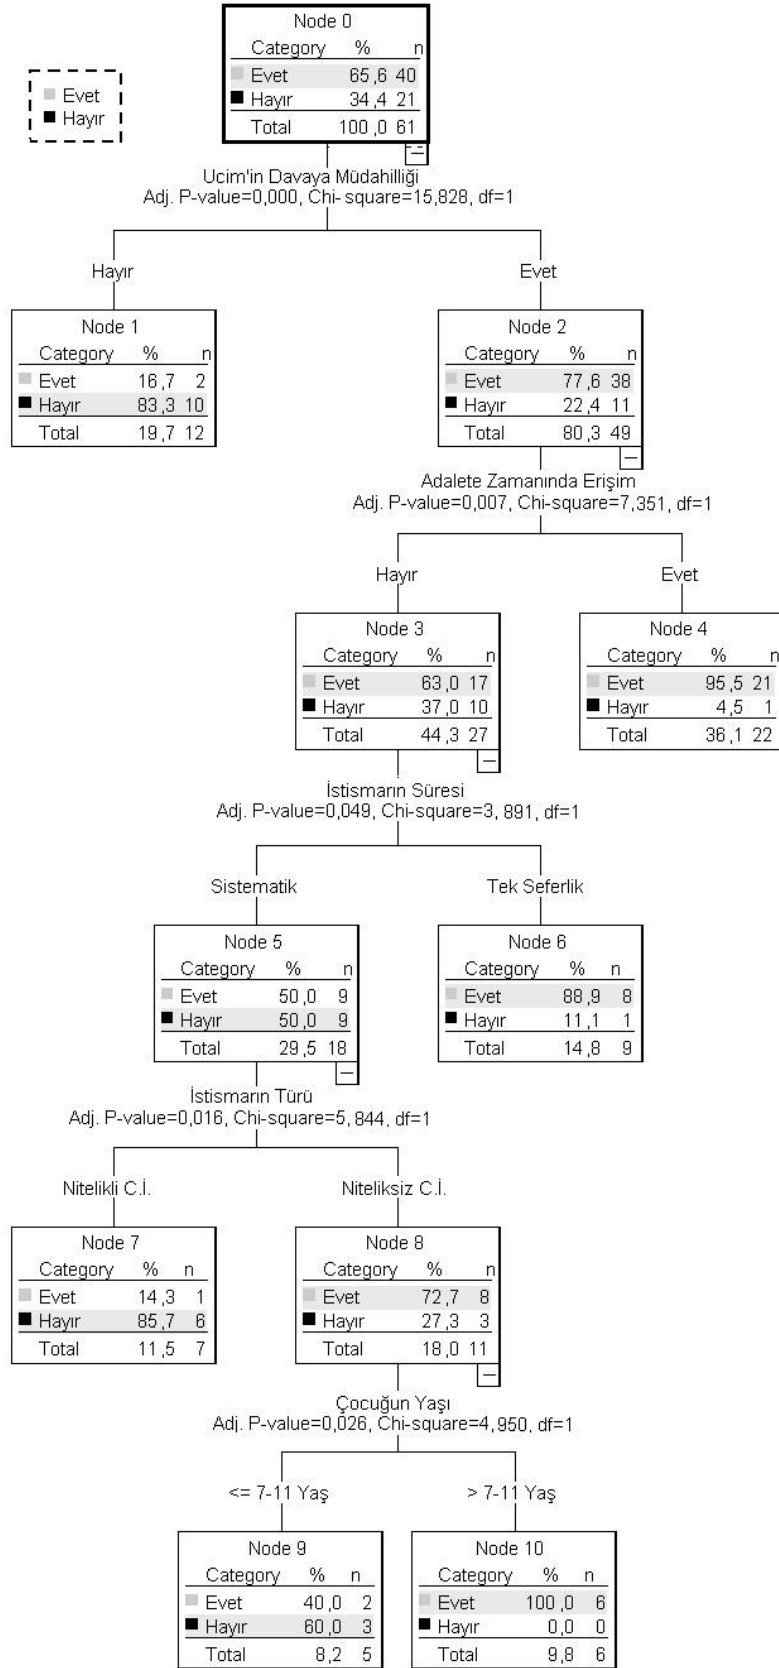 Node 0
Category % n
Evet 65,6 40
Hayır 34,4 21
Total 100,0 61
Evet
Hayır
Ucim'in Davaya Müdahilliği
Adj. P-value=0,000, Chi- square=15,828, df=1
Hayır
Evet
Node 1
Category % n
Evet 16,7 2
Hayır 83,3 10
Total 19,7 12
Node 2
Category % n
Evet 77,6 38
Hayır 22,4 11
Total 80,3 49
Adalete Zamanında Erişim
Adj. P-value=0,007, Chi-square=7,351, df=1
Hayır
Evet
Node 3
Category % n
Evet 63,0 17
Hayır 37,0 10
Total 44,3 27
Node 4
Category % n
Evet 95,5 21
Hayır 4,5 1
Total 36,1 22
İstismarın Süresi
Adj. P-value=0,049, Chi-square=3, 891, df=1
Sistematik
Tek Seferlik
Node 5
Category % n
Evet 50,0 9
Hayır 50,0 9
Total 29,5 18
Node 6
Category % n
Evet 88,9 8
Hayır 11,1 1
Total 14,8 9
İstismarın Türü
Adj. P-value=0,016, Chi-square=5, 844, df=1
Nitelikli C.İ.
Niteliksiz C.İ.
Node 7
Category % n
Evet 14,3 1
Hayır 85,7 6
Total 11,5 7
Node 8
Category % n
Evet 72,7 8
Hayır 27,3 3
Total 18,0 11
Çocuğun Yaşı
Adj. P-value=0,026, Chi-square=4, 950, df=1
<= 7-11 Yaş
> 7-11 Yaş
Node 9
Category % n
Evet 40,0 2
Hayır 60,0 3
Total 8,2 5
Node 10
Category % n
Evet 100,0 6
Hayır 0,0 0
Total 9,8 6